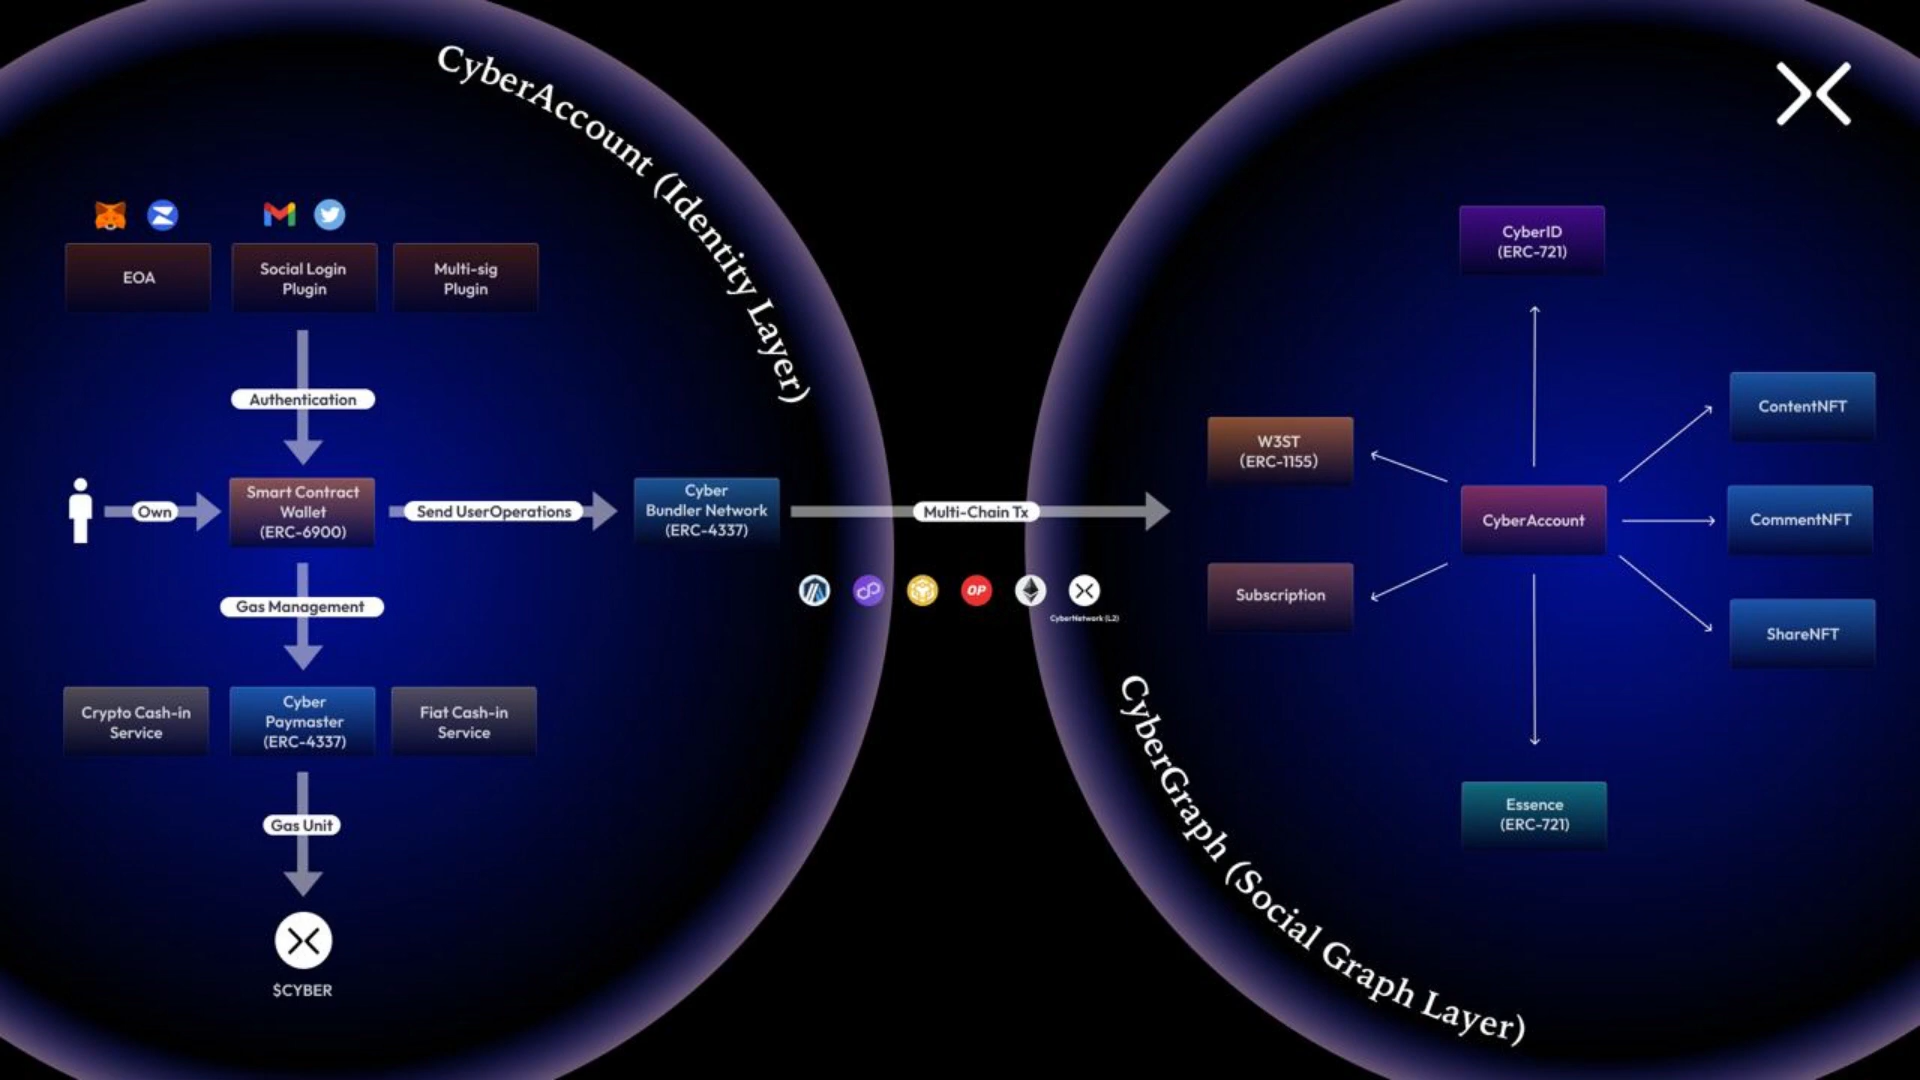 CyberAccount (Identity Layer)
EOA
Social Login
Plugin
Multi-sig
Plugin
Authentication
Own
Smart Contract
Wallet
(ERC-6900)
Send UserOperations
Cyber
Bundler Network
(ERC-4337)
Multi-Chain Tx
OP
CyberNetwork (L2)
Gas Management
Crypto Cash-in
Service
Cyber
Paymaster
(ERC-4337)
Fiat Cash-in
Service
Gas Unit
$CYBER
CyberID
(ERC-721)
W3ST
(ERC-1155)
Subscription
CyberAccount
ContentNFT
CommentNFT
ShareNFT
Essence
(ERC-721)
CyberGraph (Social Graph Layer)